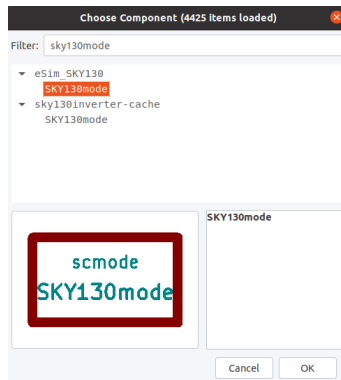 Choose Component (4425 items loaded)
Filter: sky130mode
eSim_SKY130
SKY130mode
sky130inverter-cache
SKY130mode
scmode
SKY130mode
SKY130mode
Cancel OK